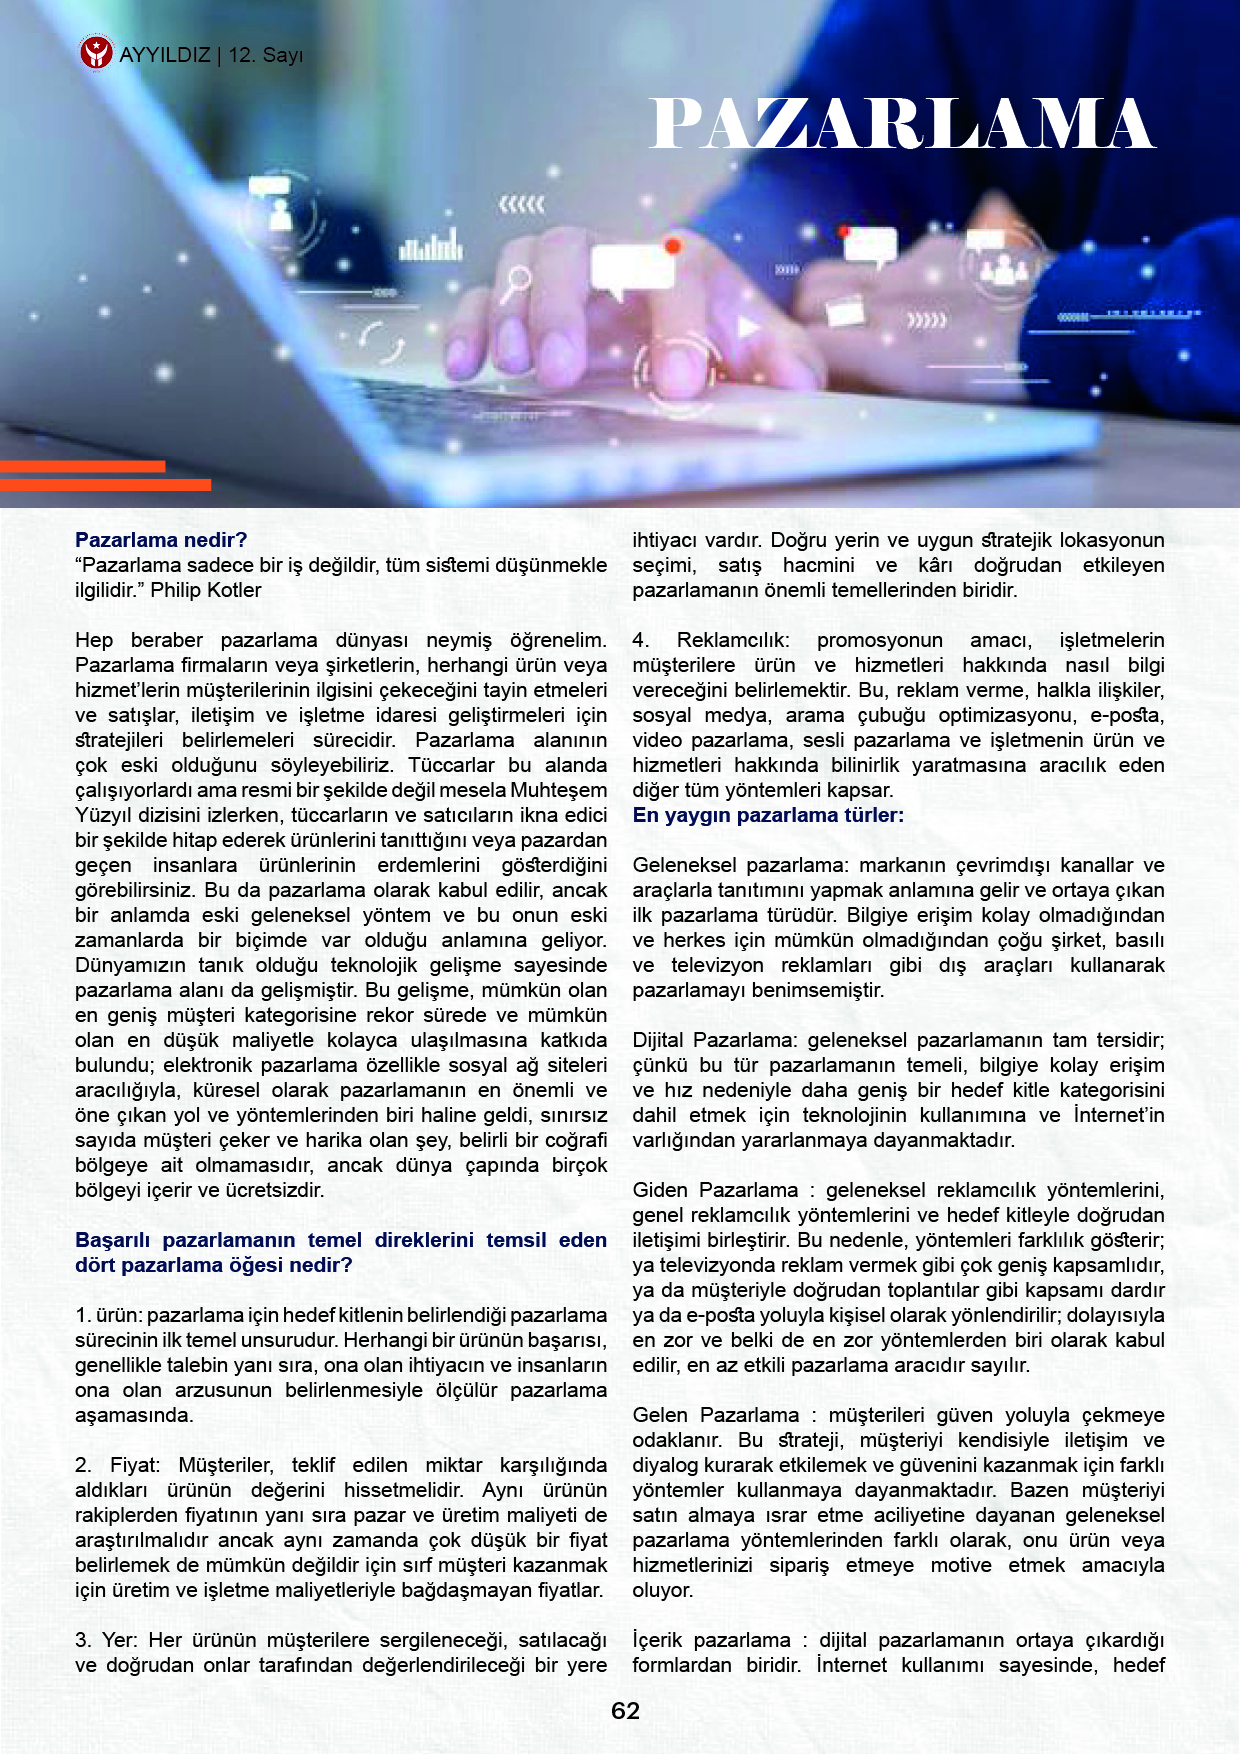 AYYILDIZ | 12. Sayı
PAZARLAMA
Pazarlama nedir?
“Pazarlama sadece bir iş değildir, tüm sistemi düşünmekle
ilgilidir.” Philip Kotler
Hep beraber pazarlama dünyası neymiş öğrenelim.
Pazarlama firmaların veya şirketlerin, herhangi ürün veya
hizmet’lerin müşterilerinin ilgisini çekeceğini tayin etmeleri
ve satışlar, iletişim ve işletme idaresi geliştirmeleri için
stratejileri belirlemeleri sürecidir. Pazarlama alanının
çok eski olduğunu söyleyebiliriz. Tüccarlar bu alanda
çalışıyorlardı ama resmi bir şekilde değil mesela Muhteşem
Yüzyıl dizisini izlerken, tüccarların ve satıcıların ikna edici
bir şekilde hitap ederek ürünlerini tanıttığını veya pazardan
geçen insanlara ürünlerinin erdemlerini gösterdiğini
görebilirsiniz. Bu da pazarlama olarak kabul edilir, ancak
bir anlamda eski geleneksel yöntem ve bu onun eski
zamanlarda bir biçimde var olduğu anlamına geliyor.
Dünyamızın tanık olduğu teknolojik gelişme sayesinde
pazarlama alanı da gelişmiştir. Bu gelişme, mümkün olan
en geniş müşteri kategorisine rekor sürede ve mümkün
olan en düşük maliyetle kolayca ulaşılmasına katkıda
bulundu; elektronik pazarlama özellikle sosyal ağ siteleri
aracılığıyla, küresel olarak pazarlamanın en önemli ve
öne çıkan yol ve yöntemlerinden biri haline geldi, sınırsız
sayıda müşteri çeker ve harika olan şey, belirli bir coğrafi
bölgeye ait olmamasıdır, ancak dünya çapında birçok
bölgeyi içerir ve ücretsizdir.
Başarılı pazarlamanın temel direklerini temsil eden
dört pazarlama öğesi nedir?
1. ürün: pazarlama için hedef kitlenin belirlendiği pazarlama
sürecinin ilk temel unsurudur. Herhangi bir ürünün başarısı,
genellikle talebin yanı sıra, ona olan ihtiyacın ve insanların
ona olan arzusunun belirlenmesiyle ölçülür pazarlama
aşamasında.
2. Fiyat: Müşteriler, teklif edilen miktar karşılığında
aldıkları ürünün değerini hissetmelidir. Aynı ürünün
rakiplerden fiyatının yanı sıra pazar ve üretim maliyeti de
araştırılmalıdır ancak aynı zamanda çok düşük bir fiyat
belirlemek de mümkün değildir için sırf müşteri kazanmak
için üretim ve işletme maliyetleriyle bağdaşmayan fiyatlar.
3. Yer: Her ürünün müşterilere sergileneceği, satılacağı
ve doğrudan onlar tarafından değerlendirileceği bir yere
ihtiyacı vardır. Doğru yerin ve uygun stratejik lokasyonun
seçimi, satış hacmini ve kârı doğrudan etkileyen
pazarlamanın önemli temellerinden biridir.
4. Reklamcılık: promosyonun amacı, işletmelerin
müşterilere ürün ve hizmetleri hakkında nasıl bilgi
vereceğini belirlemektir. Bu, reklam verme, halkla ilişkiler,
sosyal medya, arama çubuğu optimizasyonu, e-posta,
video pazarlama, sesli pazarlama ve işletmenin ürün ve
hizmetleri hakkında bilinirlik yaratmasına aracılık eden
diğer tüm yöntemleri kapsar.
En yaygın pazarlama türler:
Geleneksel pazarlama: markanın çevrimdışı kanallar ve
araçlarla tanıtımını yapmak anlamına gelir ve ortaya çıkan
ilk pazarlama türüdür. Bilgiye erişim kolay olmadığından
ve herkes için mümkün olmadığından çoğu şirket, basılı
ve televizyon reklamları gibi dış araçları kullanarak
pazarlamayı benimsemiştir.
Dijital Pazarlama: geleneksel pazarlamanın tam tersidir;
çünkü bu tür pazarlamanın temeli, bilgiye kolay erişim
ve hız nedeniyle daha geniş bir hedef kitle kategorisini
dahil etmek için teknolojinin kullanımına ve İnternet’in
varlığından yararlanmaya dayanmaktadır.
Giden Pazarlama : geleneksel reklamcılık yöntemlerini,
genel reklamcılık yöntemlerini ve hedef kitleyle doğrudan
iletişimi birleştirir. Bu nedenle, yöntemleri farklılık gösterir;
ya televizyonda reklam vermek gibi çok geniş kapsamlıdır,
ya da müşteriyle doğrudan toplantılar gibi kapsamı dardır
ya da e-posta yoluyla kişisel olarak yönlendirilir; dolayısıyla
en zor ve belki de en zor yöntemlerden biri olarak kabul
edilir, en az etkili pazarlama aracıdır sayılır.
Gelen Pazarlama : müşterileri güven yoluyla çekmeye
odaklanır. Bu strateji, müşteriyi kendisiyle iletişim ve
diyalog kurarak etkilemek ve güvenini kazanmak için farklı
yöntemler kullanmaya dayanmaktadır. Bazen müşteriyi
satın almaya ısrar etme aciliyetine dayanan geleneksel
pazarlama yöntemlerinden farklı olarak, onu ürün veya
hizmetlerinizi sipariş etmeye motive etmek amacıyla
oluyor.
İçerik pazarlama : dijital pazarlamanın ortaya çıkardığı
formlardan biridir. İnternet kullanımı sayesinde, hedef
62